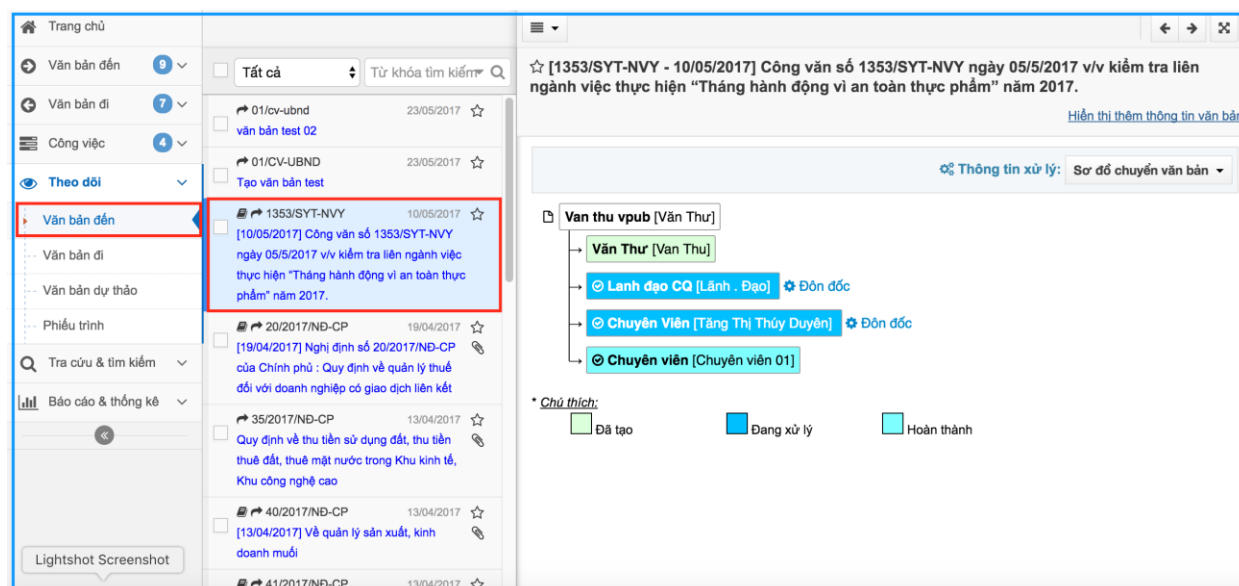 Trang chủ
Văn bản đến 9
Văn bản đi 7
Công việc 4
Theo dõi
Văn bản đến
Văn bản đi
Văn bản dự thảo
Phiếu trình
Tra cứu & tìm kiếm
Báo cáo & thống kê
Lightshot Screenshot
Tất cả
Từ khóa tìm kiếm
01/cv-ubnd 23/05/2017
văn bản test 02
01/CV-UBND 23/05/2017
Tạo văn bản test
1353/SYT-NVY 10/05/2017
[10/05/2017] Công văn số 1353/SYT-NVY
ngày 05/5/2017 v/v kiểm tra liên ngành việc
thực hiện “Tháng hành động vì an toàn thực
phẩm” năm 2017.
20/2017/NĐ-CP 19/04/2017
[19/04/2017] Nghị định số 20/2017/NĐ-CP
của Chính phủ : Quy định về quản lý thuế
đối với doanh nghiệp có giao dịch liên kết
35/2017/NĐ-CP 13/04/2017
Quy định về thu tiền sử dụng đất, thu tiền
thuê đất, thuê mặt nước trong Khu kinh tế,
Khu công nghệ cao
40/2017/NĐ-CP 13/04/2017
[13/04/2017] Về quản lý sản xuất, kinh
doanh muối
41/2017/NĐ-CP 13/04/2017
[1353/SYT-NVY - 10/05/2017] Công văn số 1353/SYT-NVY ngày 05/5/2017 v/v kiểm tra liên
ngành việc thực hiện “Tháng hành động vì an toàn thực phẩm” năm 2017.
Hiển thị thêm thông tin văn bản
Thông tin xử lý: Sơ đồ chuyển văn bản
Van thu vpub [Văn Thư]
Văn Thư [Van Thu]
Lanh đạo CQ [Lãnh . Đạo] Đôn đốc
Chuyên Viên [Tăng Thị Thúy Duyên] Đôn đốc
Chuyên viên [Chuyên viên 01]
* Chú thích:
Đã tạo Đang xử lý Hoàn thành